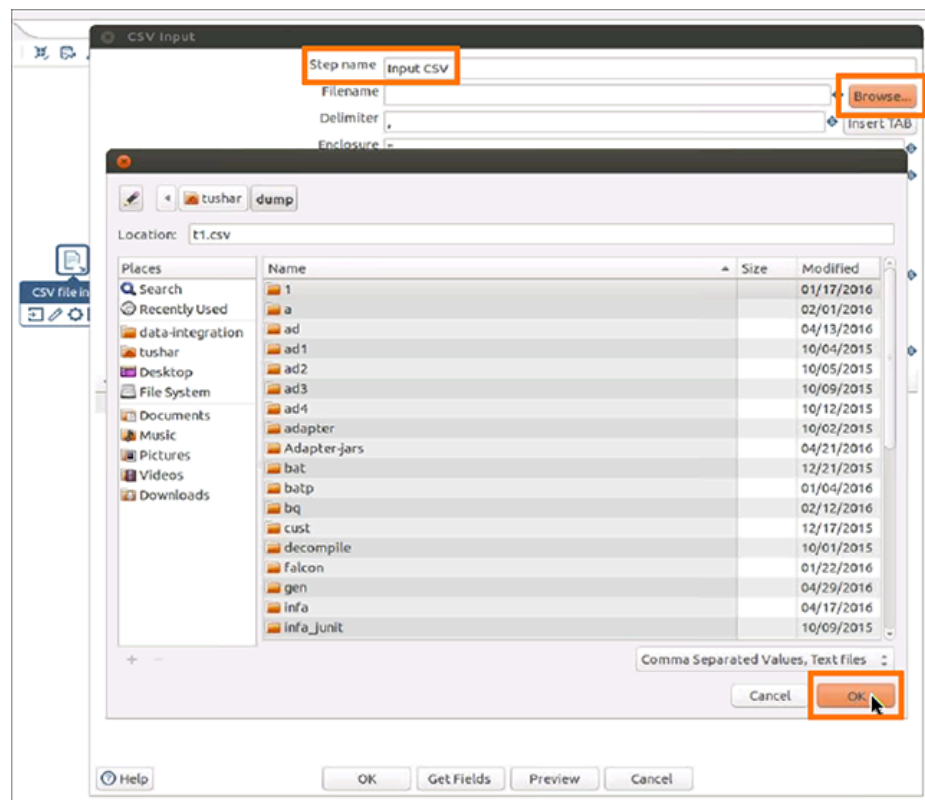 CSV Input
Step name Input CSV
Filename Browse...
Delimiter , Insert TAB
Enclosure "
tushar dump
Location: t1.csv
Places Name Size Modified
Search 1 01/17/2016
Recently Used a 02/01/2016
data-integration ad 04/13/2016
tushar ad1 10/04/2015
Desktop ad2 10/05/2015
File System ad3 10/09/2015
ad4 10/12/2015
Documents adapter 10/02/2015
Music Adapter-jars 04/21/2016
Pictures bat 12/21/2015
Videos batp 01/04/2016
Downloads bq 02/12/2016
cust 12/17/2015
decompile 10/01/2015
falcon 01/22/2016
gen 04/29/2016
infa 04/17/2016
infa_junit 10/09/2015
CSV file in
Comma Separated Values, Text files
Cancel OK
Help OK Get Fields Preview Cancel